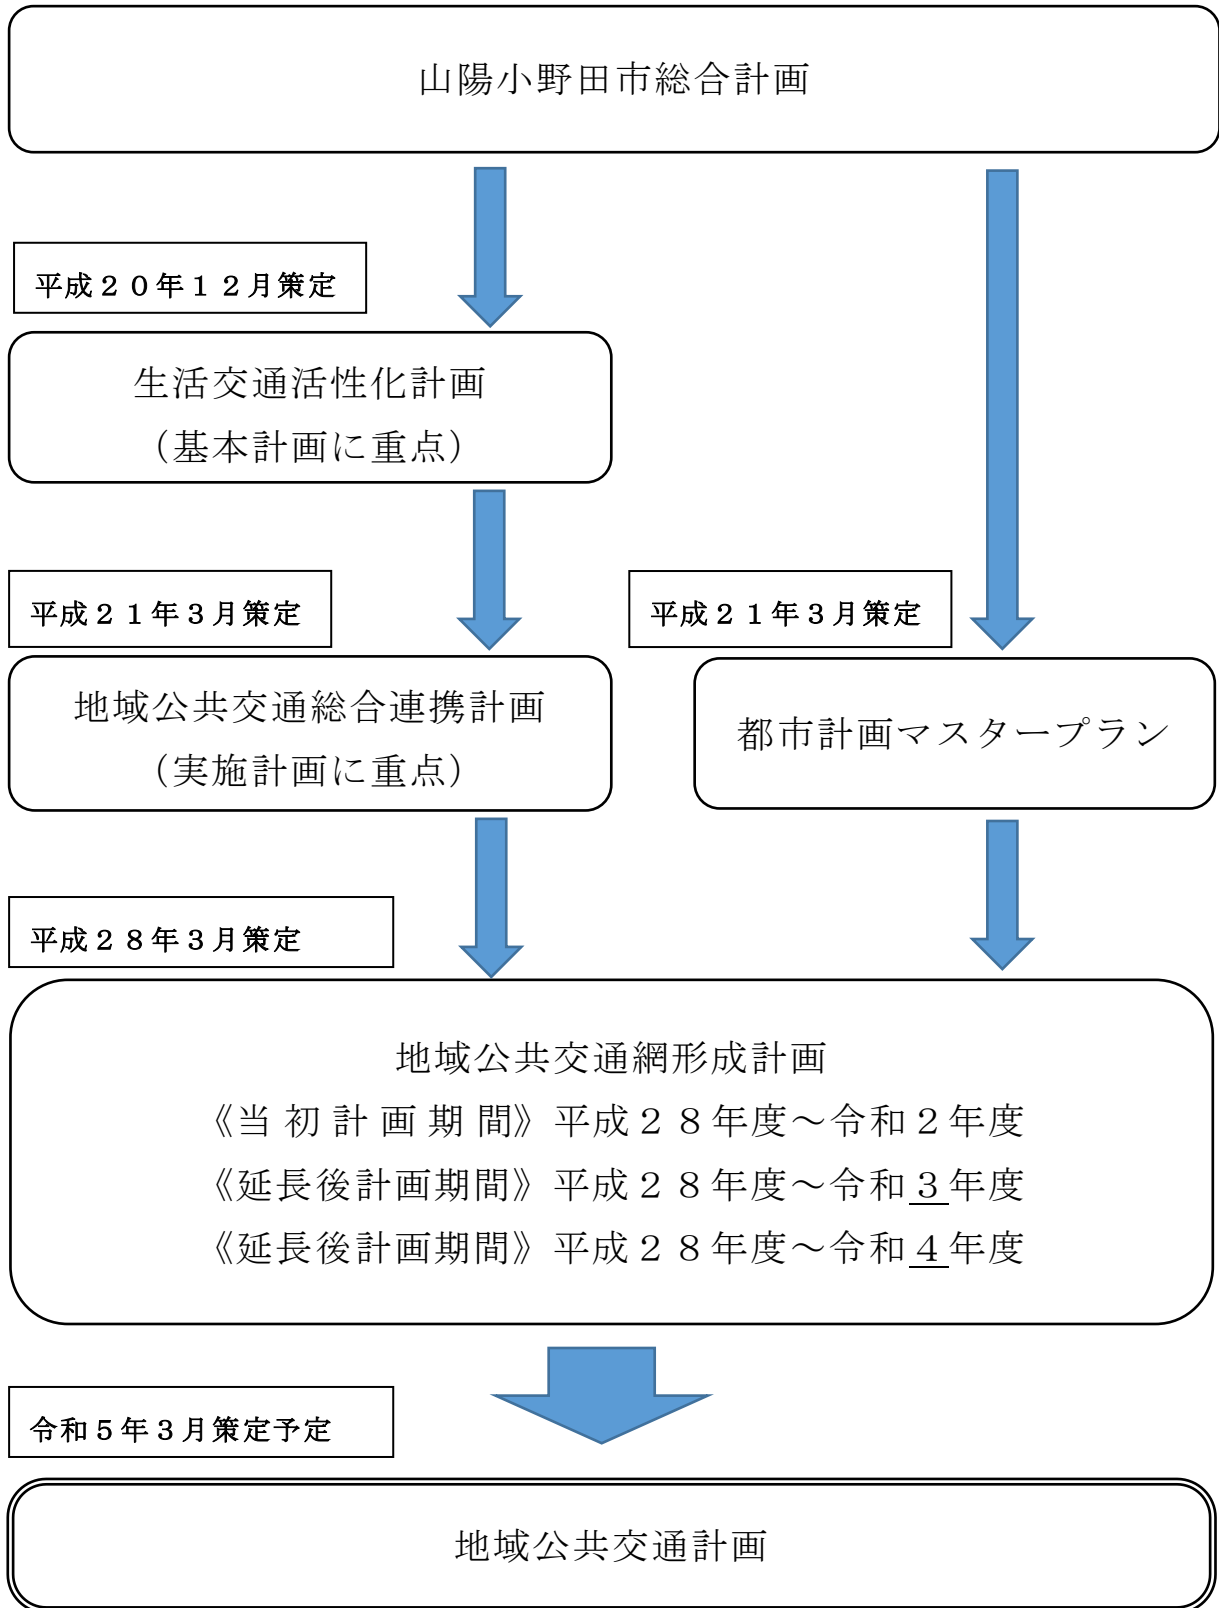 山陽小野田市総合計画
平成２０年１２月策定
生活交通活性化計画
（基本計画に重点）
平成２１年３月策定
平成２１年３月策定
地域公共交通総合連携計画
（実施計画に重点）
都市計画マスタープラン
平成２８年３月策定
地域公共交通網形成計画
《当初計画期間》平成２８年度～令和２年度
《延長後計画期間》平成２８年度～令和３年度
《延長後計画期間》平成２８年度～令和４年度
令和５年３月策定予定
地域公共交通計画